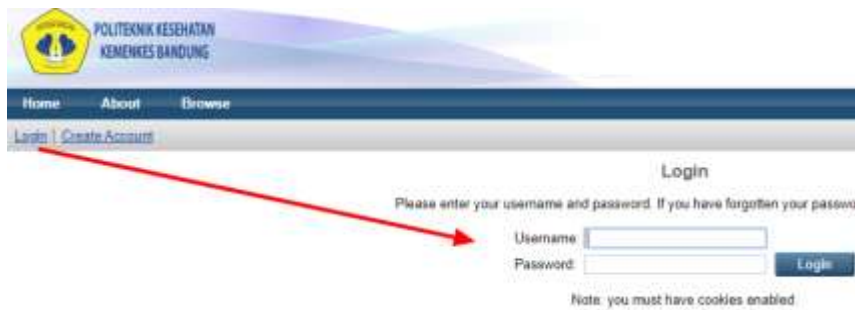 POLITEKNIK KESEHATAN
KEMENKES BANDUNG
Home About Browse
Login | Create Account
Login
Please enter your username and password. If you have forgotten your passwo
Username:
Password:
Login
Note: you must have cookies enabled